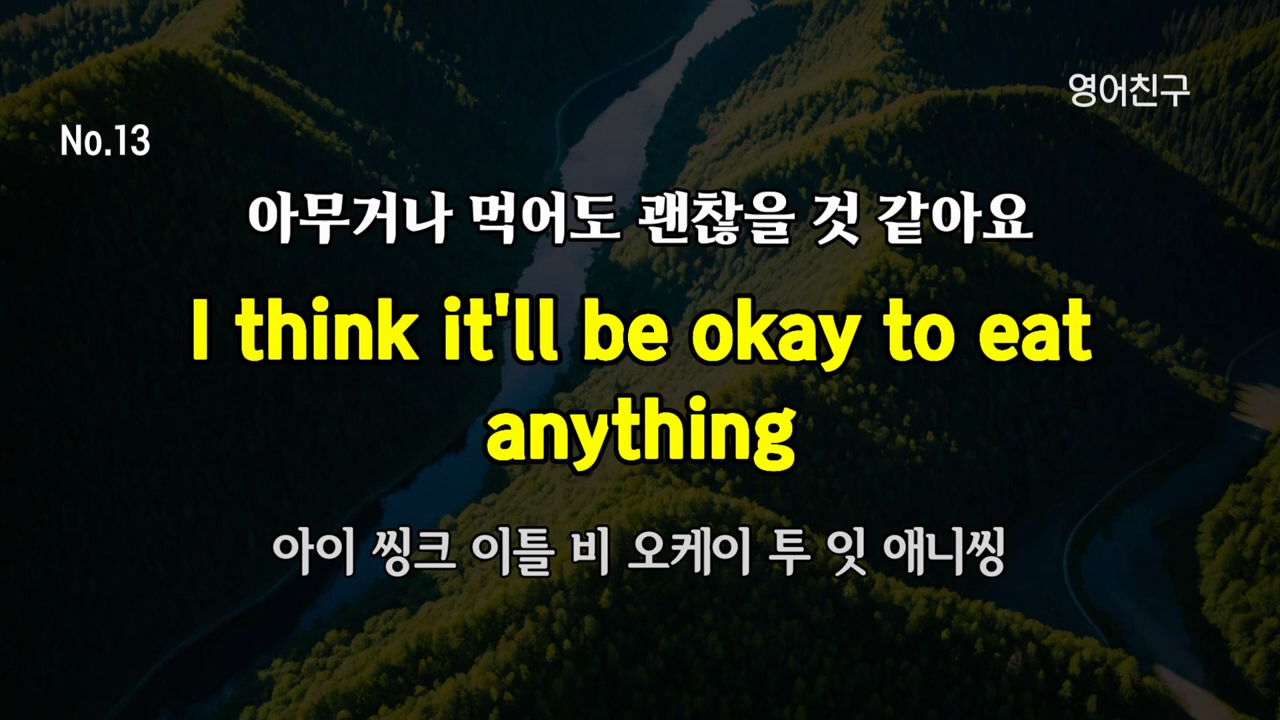 영어친구
No.13
아무거나 먹어도 괜찮을 것 같아요
I think it'll be okay to eat
anything
아이 씽크 이틀 비 오케이 투 잇 애니씽